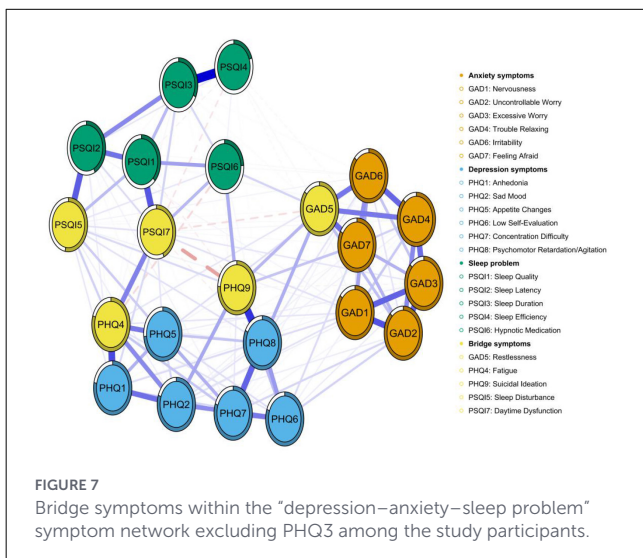 PSQI4
PSQI3
PSQI2
PSQI1
PSQI6
GAD6
PSQI5
PSQI7
GAD5
GAD4
GAD7
PHQ9
GAD3
PHQ4
PHQ5
PHQ8
GAD1
GAD2
PHQ1
PHQ2
PHQ7
PHQ6
Anxiety symptoms
GAD1: Nervousness
GAD2: Uncontrollable Worry
GAD3: Excessive Worry
GAD4: Trouble Relaxing
GAD6: Irritability
GAD7: Feeling Afraid
Depression symptoms
PHQ1: Anhedonia
PHQ2: Sad Mood
PHQ5: Appetite Changes
PHQ6: Low Self-Evaluation
PHQ7: Concentration Difficulty
PHQ8: Psychomotor Retardation/Agitation
Sleep problem
PSQI1: Sleep Quality
PSQI2: Sleep Latency
PSQI3: Sleep Duration
PSQI4: Sleep Efficiency
PSQI6: Hypnotic Medication
Bridge symptoms
GAD5: Restlessness
PHQ4: Fatigue
PHQ9: Suicidal Ideation
PSQI5: Sleep Disturbance
PSQI7: Daytime Dysfunction
FIGURE 7
Bridge symptoms within the “depression–anxiety–sleep problem”
symptom network excluding PHQ3 among the study participants.